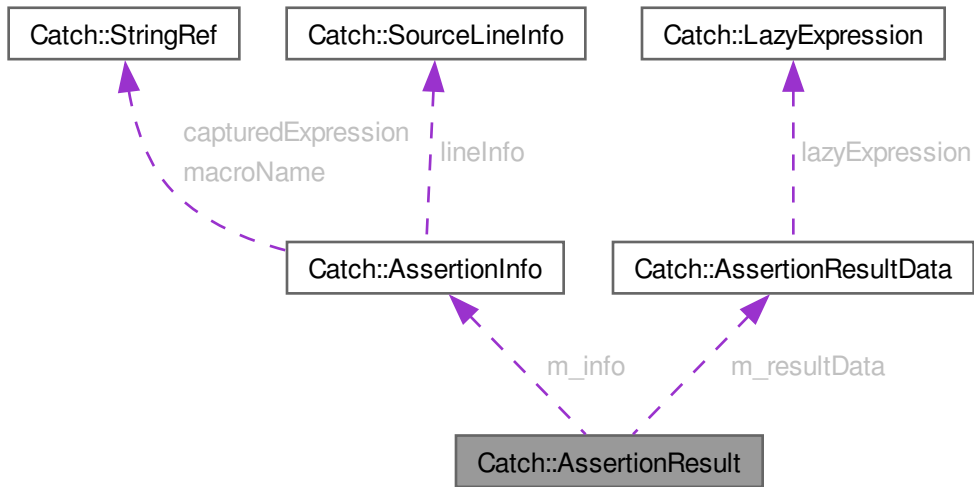 Catch::StringRef
Catch::SourceLineInfo
Catch::LazyExpression
capturedExpression
macroName
lineInfo
lazyExpression
Catch::AssertionInfo
Catch::AssertionResultData
m_info
m_resultData
Catch::AssertionResult